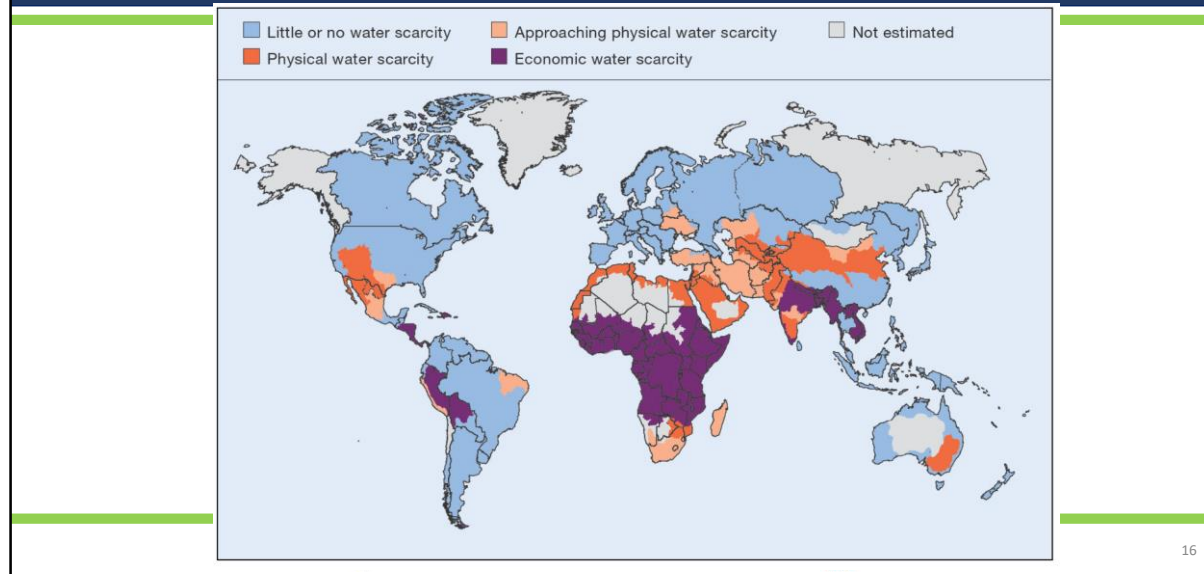 Little or no water scarcity Approaching physical water scarcity Not estimated
Physical water scarcity Economic water scarcity
16